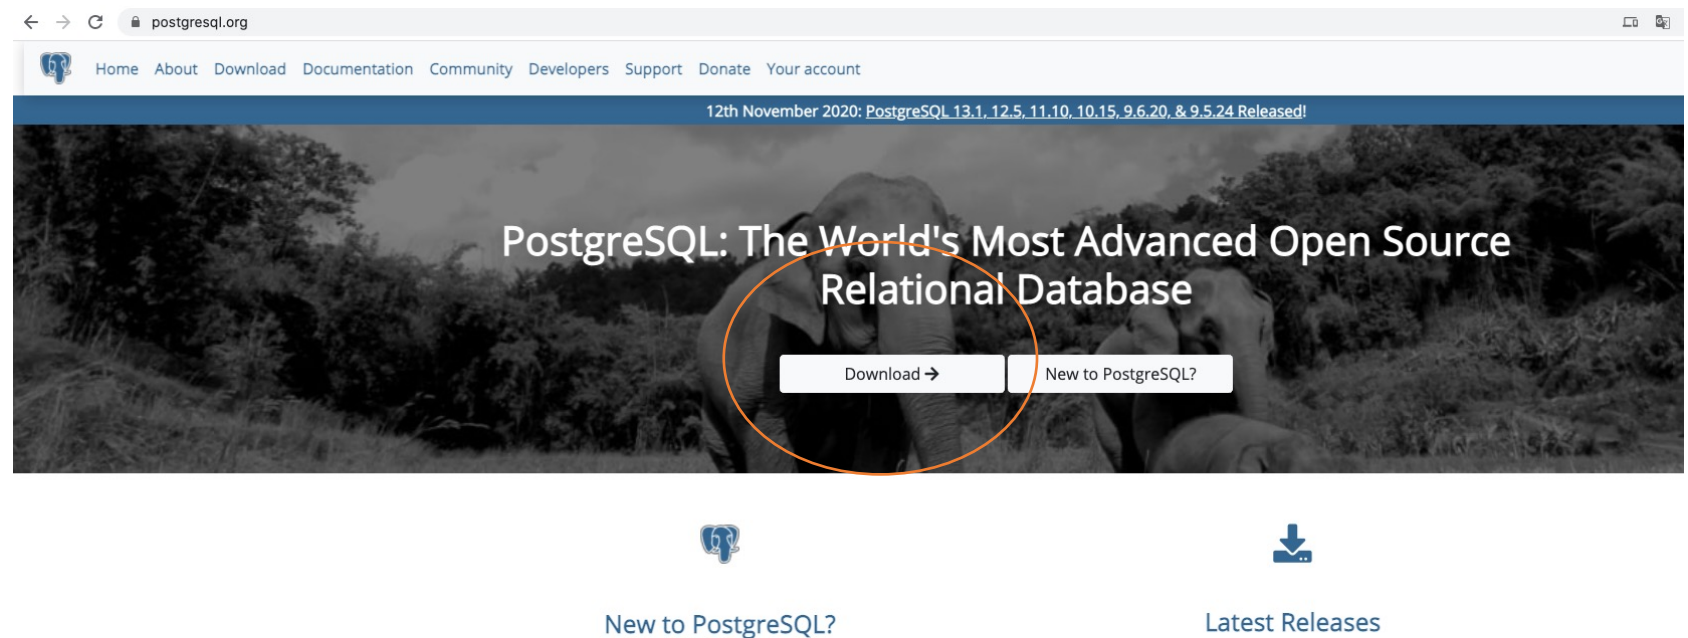 postgresql.org
Home About Download Documentation Community Developers Support Donate Your account
12th November 2020: PostgreSQL 13.1, 12.5, 11.10, 10.15, 9.6.20, & 9.5.24 Released!
PostgreSQL: The World's Most Advanced Open Source
Relational Database
Download → New to PostgreSQL?
New to PostgreSQL? Latest Releases